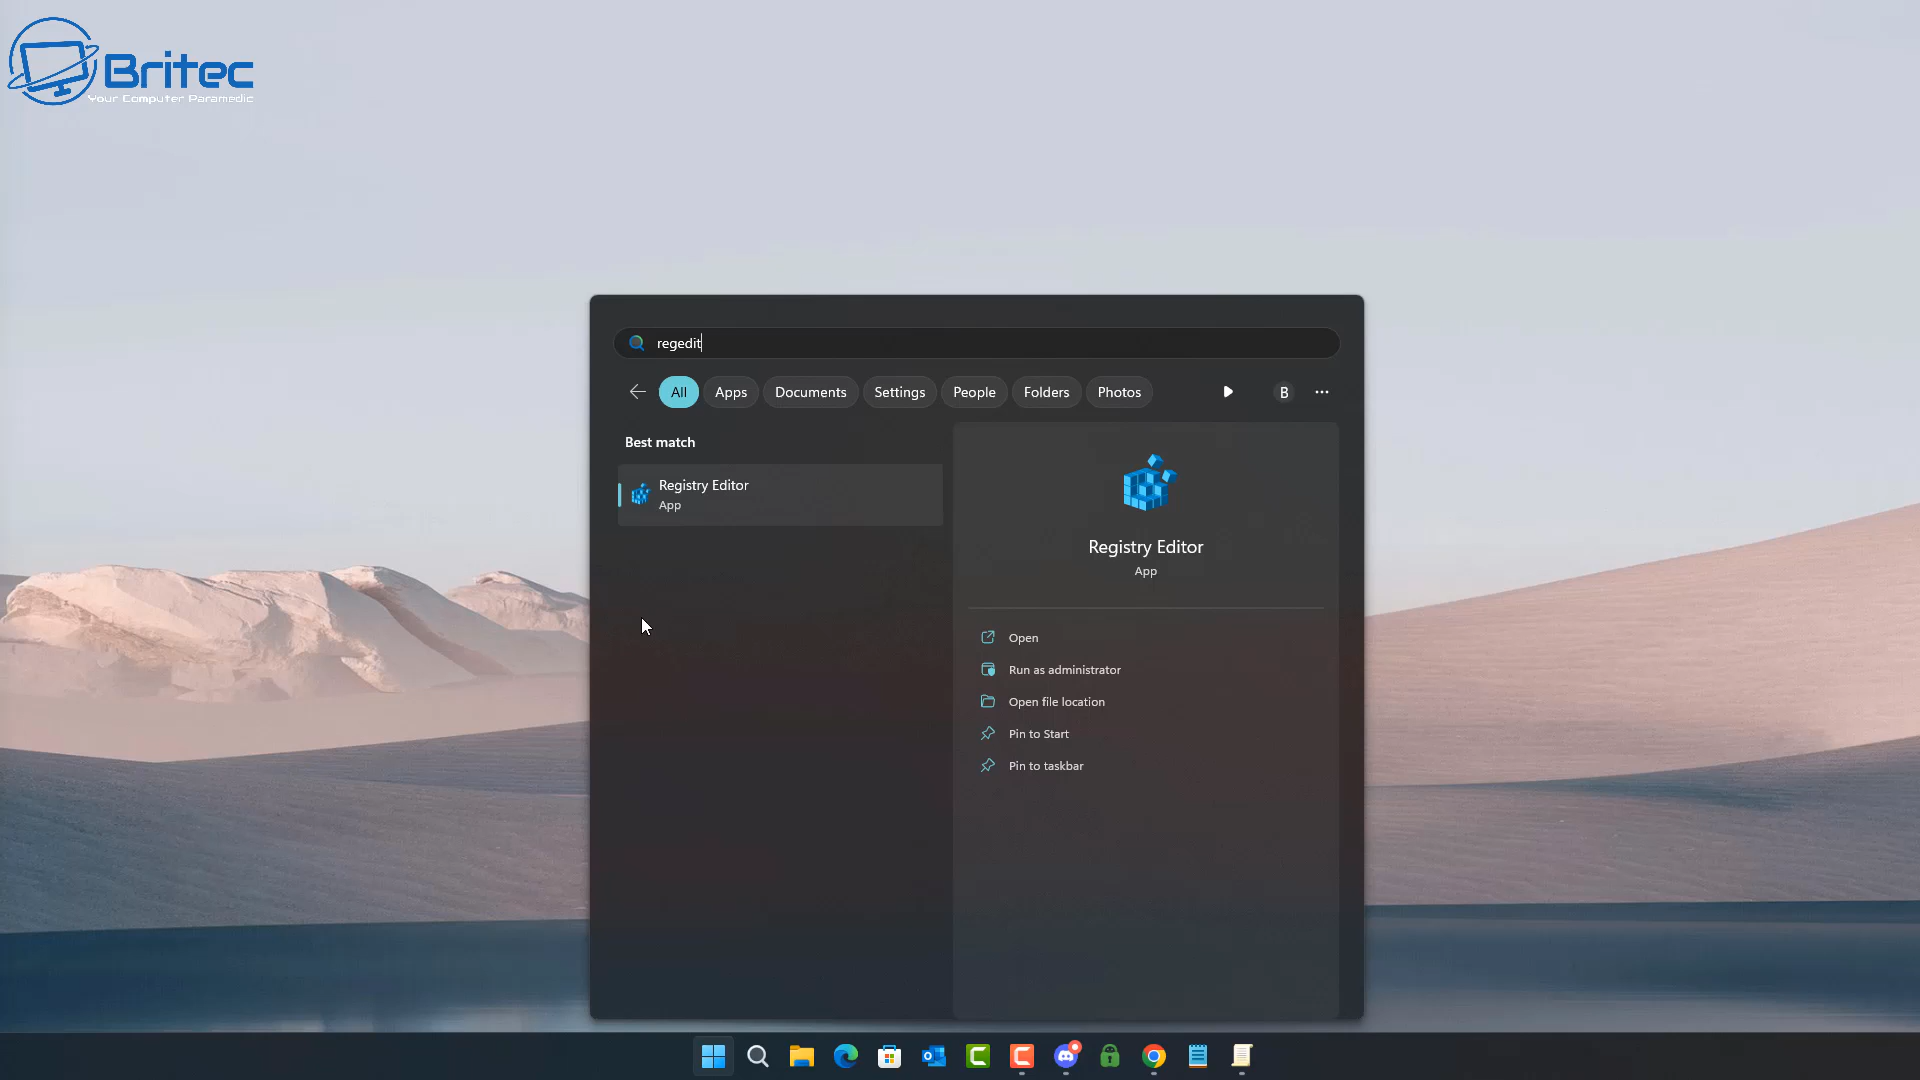 Britec
Your Computer Paramedic
regedit
All
Apps
Documents
Settings
People
Folders
Photos
B
Best match
Registry Editor
App
Registry Editor
App
Open
Run as administrator
Open file location
Pin to Start
Pin to taskbar